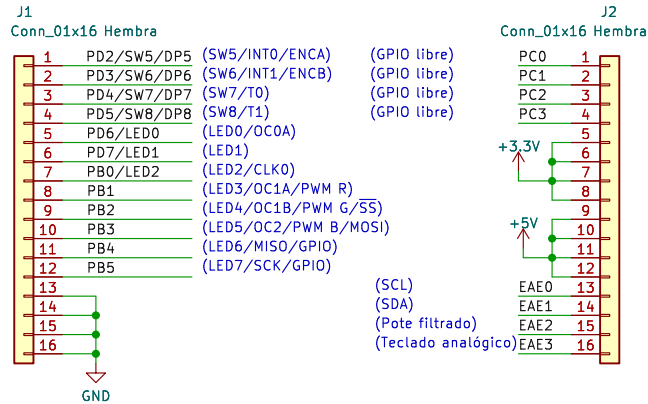 J1
Conn_01x16 Hembra
1 PD2/SW5/DP5 (SW5/INT0/ENCA)
2 PD3/SW6/DP6 (SW6/INT1/ENCB)
3 PD4/SW7/DP7 (SW7/T0)
4 PD5/SW8/DP8 (SW8/T1)
5 PD6/LED0 (LED0/OC0A)
6 PD7/LED1 (LED1)
7 PB0/LED2 (LED2/CLK0)
8 PB1 (LED3/OC1A/PWM R)
9 PB2 (LED4/OC1B/PWM G/SS)
10 PB3 (LED5/OC2/PWM B/MOSI)
11 PB4 (LED6/MISO/GPIO)
12 PB5 (LED7/SCK/GPIO)
13
14
15
16
GND
J2
Conn_01x16 Hembra
(GPIO libre) PC0 1
(GPIO libre) PC1 2
(GPIO libre) PC2 3
(GPIO libre) PC3 4
+3.3V 5
6
7
8
+5V 9
10
11
12
(SCL) EAE0 13
(SDA) EAE1 14
(Pote filtrado) EAE2 15
(Teclado analógico) EAE3 16